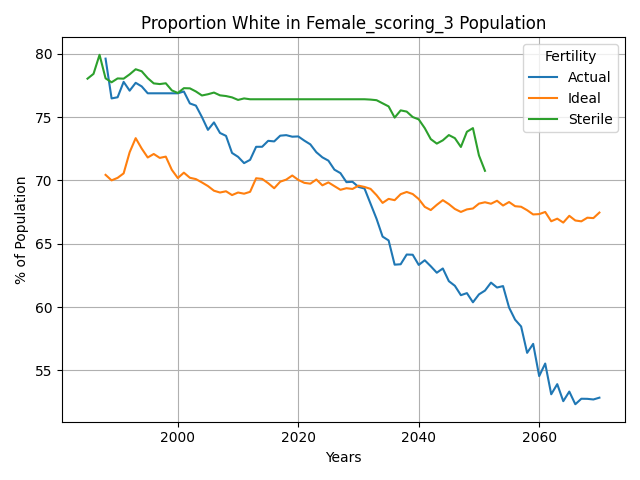 Proportion White in Female_scoring_3 Population
Fertility
Actual
Ideal
Sterile
% of Population
80
75
70
65
60
55
2000
2020
2040
2060
Years